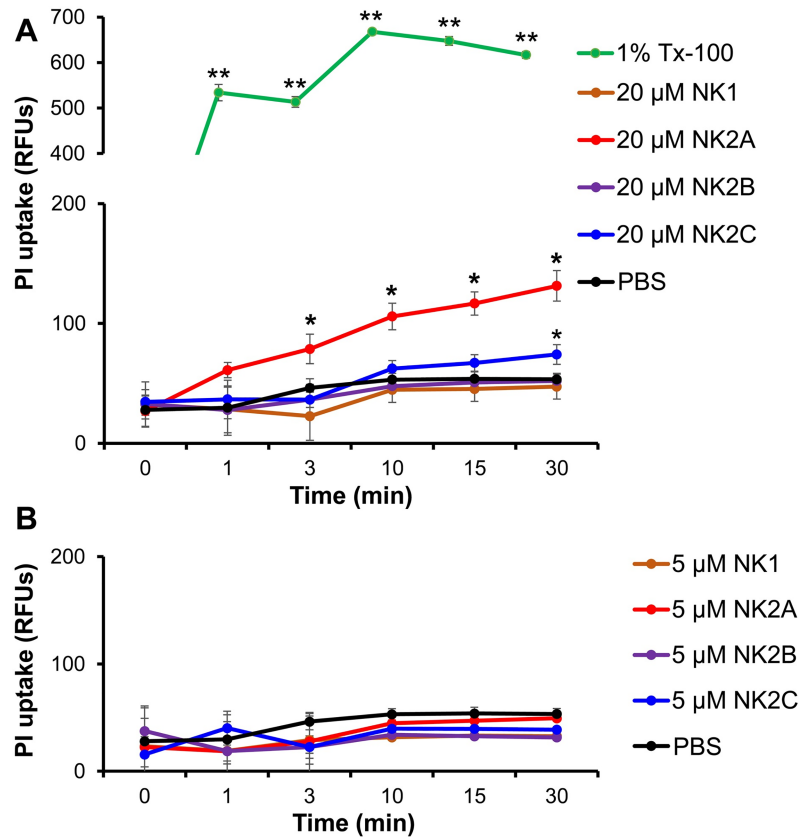 A
PI uptake (RFUs)
700
600
500
400
200
100
0
** ** ** ** **
* * * * *
0 1 3 10 15 30
Time (min)
1% Tx-100
20 µM NK1
20 µM NK2A
20 µM NK2B
20 µM NK2C
PBS
B
PI uptake (RFUs)
200
100
0
0 1 3 10 15 30
Time (min)
5 µM NK1
5 µM NK2A
5 µM NK2B
5 µM NK2C
PBS